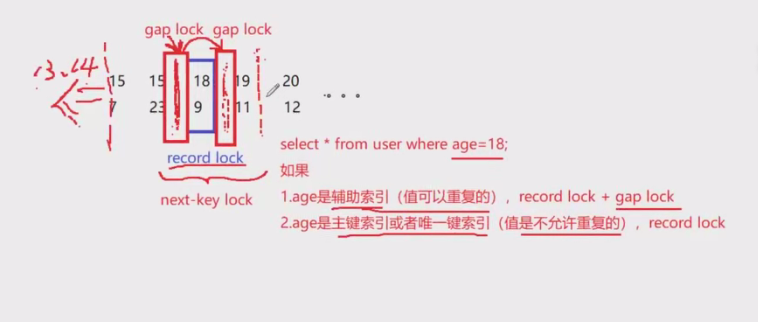 gap lock gap lock
13.14
15 15 18 19 20
7 23 9 11 12
record lock
next-key lock
select * from user where age=18;
如果
1.age是辅助索引（值可以重复的），record lock + gap lock
2.age是主键索引或者唯一键索引（值是不允许重复的），record lock